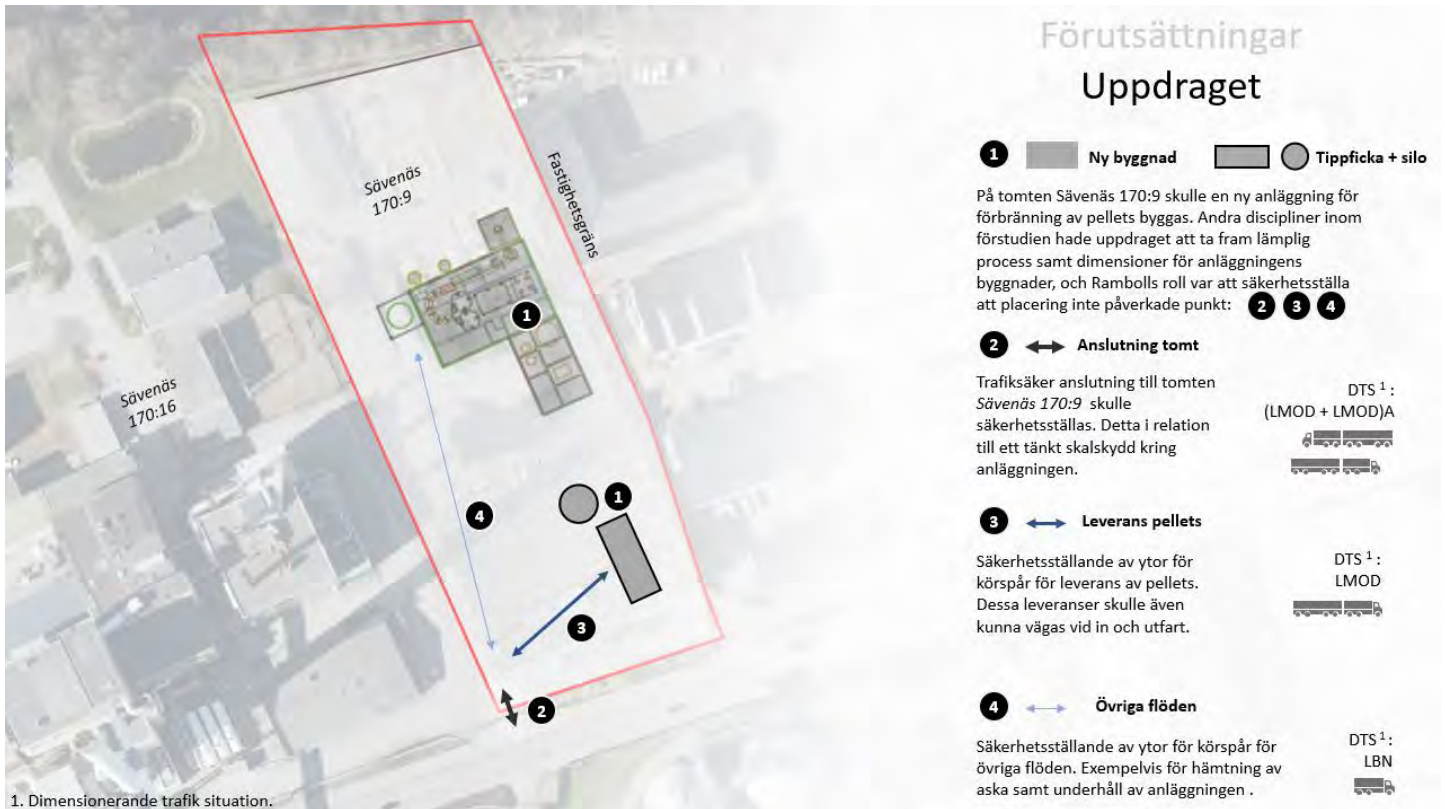 Förutsättningar
Uppdraget
1 Ny byggnad Tippficka + silo
På tomten Sävenäs 170:9 skulle en ny anläggning för
förbränning av pellets byggas. Andra discipliner inom
förstudien hade uppdraget att ta fram lämplig
process samt dimensioner för anläggningens
byggnader, och Rambolls roll var att säkerhetsställa
att placering inte påverkade punkt: 2 3 4
2 Anslutning tomt
Trafiksäker anslutning till tomten
Sävenäs 170:9 skulle
säkerhetsställas. Detta i relation
till ett tänkt skalskydd kring
anläggningen.
DTS 1 :
(LMOD + LMOD)A
3 Leverans pellets
Säkerhetsställande av ytor för
körspår för leverans av pellets.
Dessa leveranser skulle även
kunna vägas vid in och utfart.
DTS 1 :
LMOD
4 Övriga flöden
Säkerhetsställande av ytor för körspår för
övriga flöden. Exempelvis för hämtning av
aska samt underhåll av anläggningen .
DTS 1 :
LBN
Sävenäs
170:9
Fastighetsgräns
Sävenäs
170:16
1
1
4
3
2
1. Dimensionerande trafik situation.